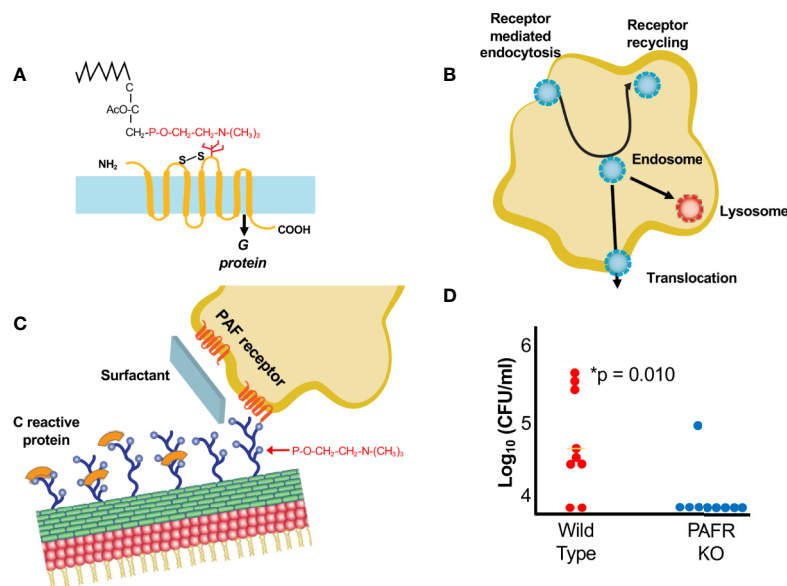 A
C
AcO-C
CH₂-P-O-CH₂-CH₂-N-(CH₃)₃
NH₂
S-S
COOH
G
protein
B
Receptor
mediated
endocytosis
Receptor
recycling
Endosome
Lysosome
Translocation
C
PAF receptor
Surfactant
C reactive
protein
P-O-CH₂-CH₂-N-(CH₃)₃
D
Log₁₀ (CFU/ml)
6
5
4
*p = 0.010
Wild
Type
PAFR
KO